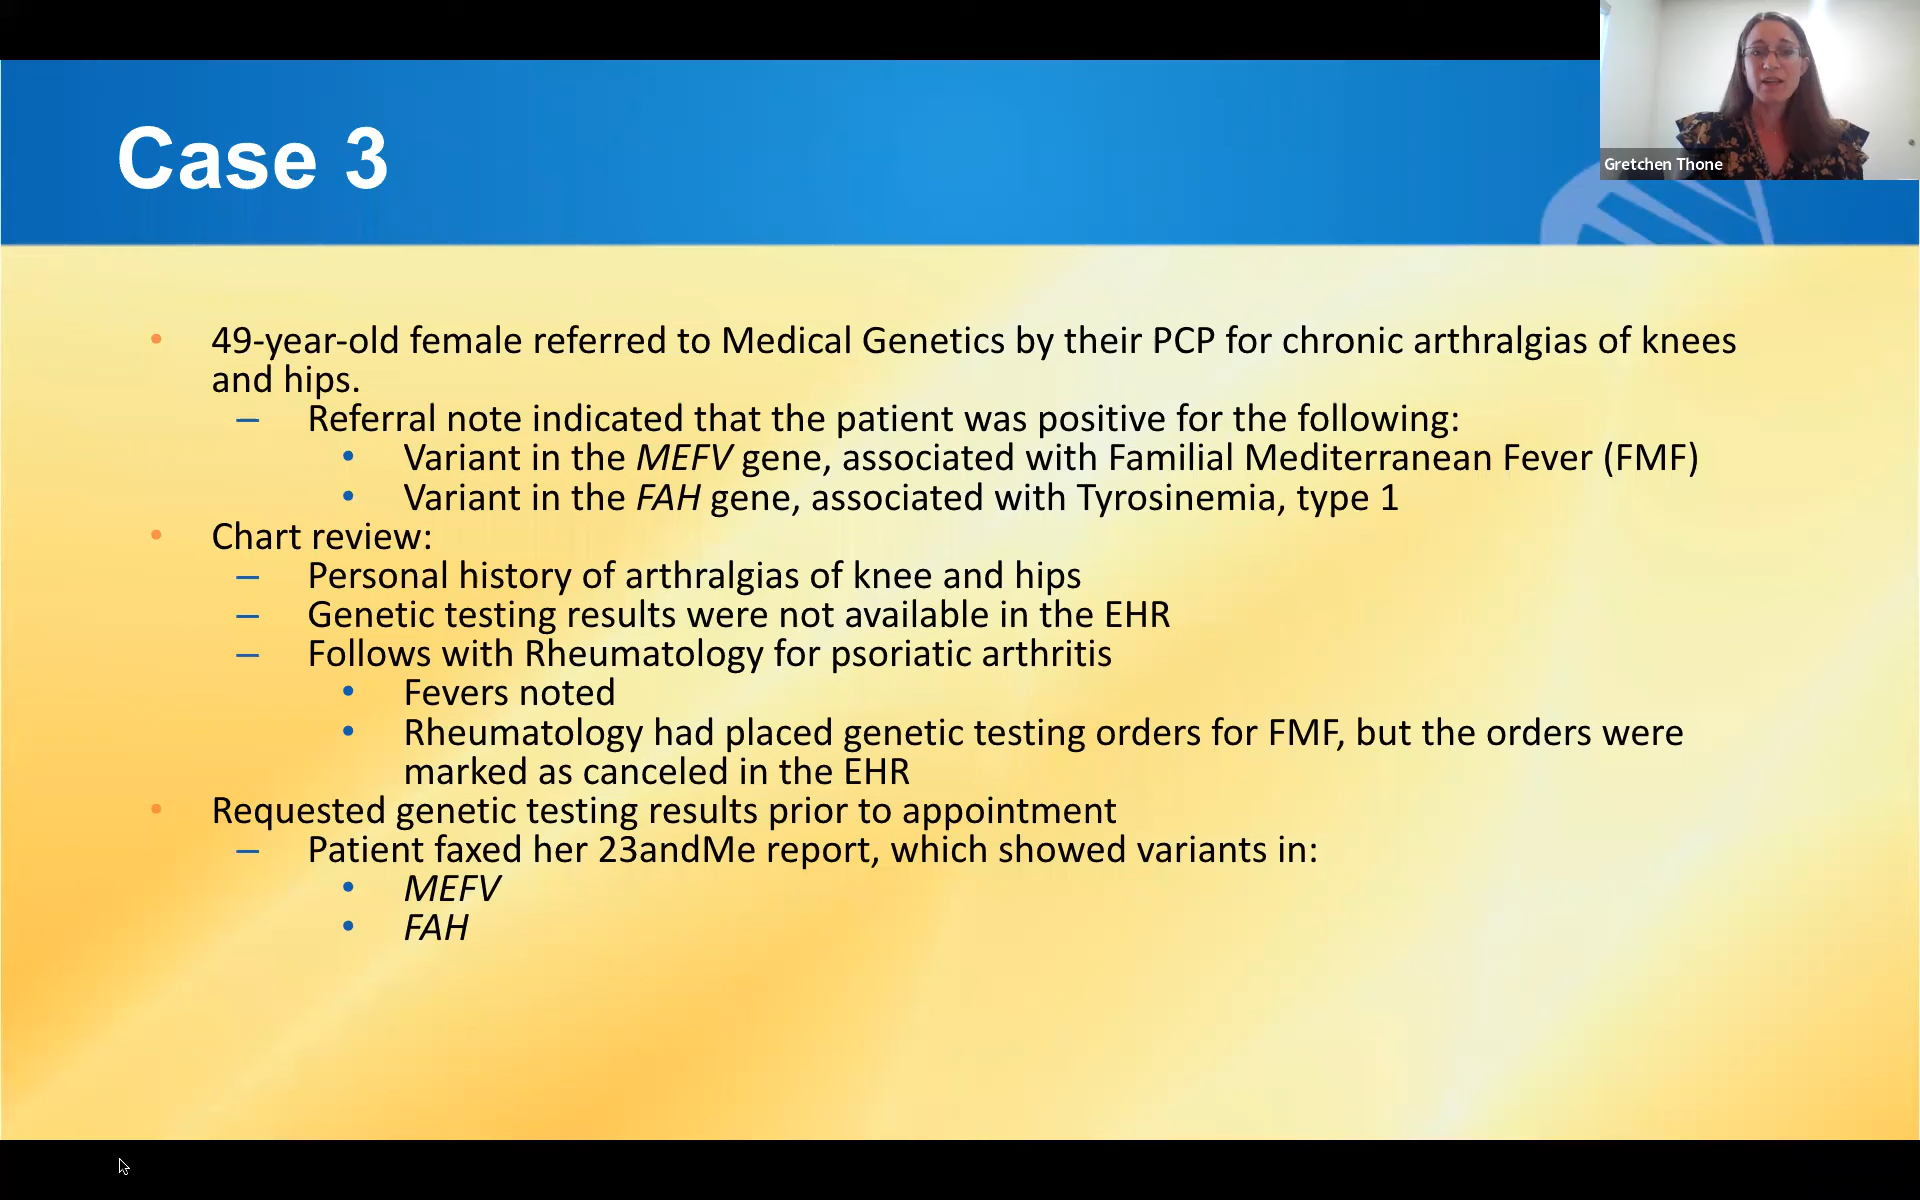 Case 3
Gretchen Thone
• 49-year-old female referred to Medical Genetics by their PCP for chronic arthralgias of knees
and hips.
– Referral note indicated that the patient was positive for the following:
• Variant in the MEFV gene, associated with Familial Mediterranean Fever (FMF)
• Variant in the FAH gene, associated with Tyrosinemia, type 1
• Chart review:
– Personal history of arthralgias of knee and hips
– Genetic testing results were not available in the EHR
– Follows with Rheumatology for psoriatic arthritis
• Fevers noted
• Rheumatology had placed genetic testing orders for FMF, but the orders were
marked as canceled in the EHR
• Requested genetic testing results prior to appointment
– Patient faxed her 23andMe report, which showed variants in:
• MEFV
• FAH